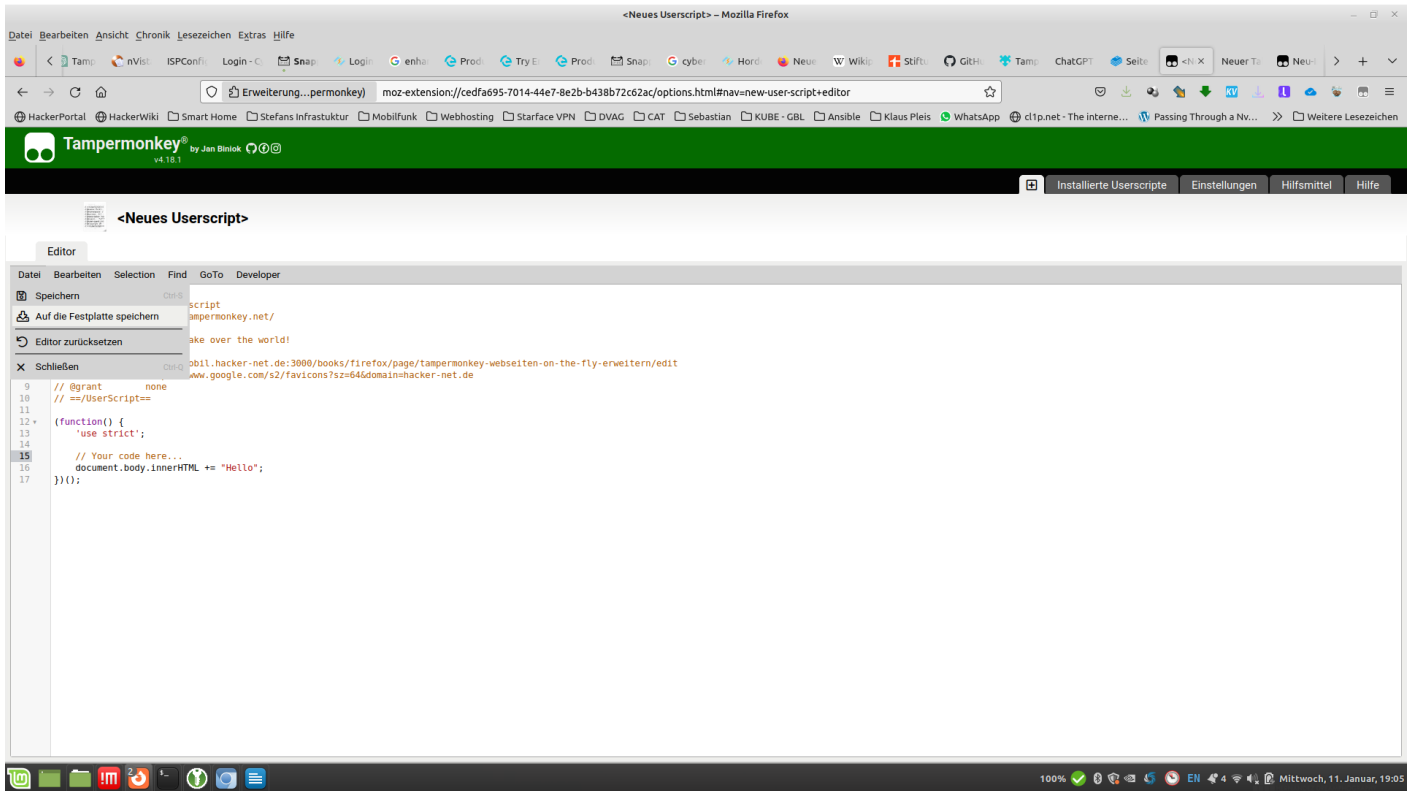 <Neues Userscript> – Mozilla Firefox
Datei Bearbeiten Ansicht Chronik Lesezeichen Extras Hilfe
Tamp nVist ISPConfi Login - Snap Login enha Prod Try E Prod Snap cyber Hord Neue Wikip Stiftu GitHu Tamp ChatGPT Seite <N Neuer Ta Neu-
Erweiterung...permonkey) moz-extension://cedfa695-7014-44e7-8e2b-b438b72c62ac/options.html#nav=new-user-script+editor
HackerPortal HackerWiki Smart Home Stefans Infrastuktur Mobilfunk Webhosting Starface VPN DVAG CAT Sebastian KUBE - GBL Ansible Klaus Pleis WhatsApp cl1p.net - The interne... Passing Through a Nv... Weitere Lesezeichen
Tampermonkey® by Jan Biniok
v4.18.1
Installierte Userscripte Einstellungen Hilfsmittel Hilfe
<Neues Userscript>
Editor
Datei Bearbeiten Selection Find GoTo Developer
Speichern Ctrl-S
script
Auf die Festplatte speichern
ampermonkey.net/
Editor zurücksetzen
ake over the world!
obil.hacker-net.de:3000/books/firefox/page/tampermonkey-webseiten-on-the-fly-erweitern/edit
Schließen Ctrl-Q
www.google.com/s2/favicons?sz=64&domain=hacker-net.de
9 // @grant none
10 // ==/UserScript==
11
12 (function() {
13 'use strict';
14
15 // Your code here...
16 document.body.innerHTML += "Hello";
17 })();
100% EN 4 Mittwoch, 11. Januar, 19:05